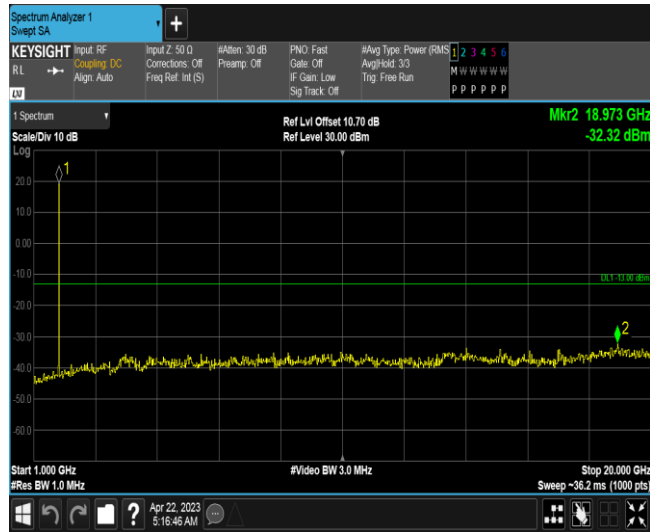 Spectrum Analyzer 1
Swept SA
+
KEYSIGHT
RL
LXI
Input: RF
Coupling: DC
Align: Auto
Input Z: 50 Ω
Corrections: Off
Freq Ref: Int (S)
#Atten: 30 dB
Preamp: Off
PNO: Fast
Gate: Off
IF Gain: Low
Sig Track: Off
#Avg Type: Power (RMS
Avg|Hold: 3/3
Trig: Free Run
1 2 3 4 5 6
M W W W W W
P P P P P P
1 Spectrum
Scale/Div 10 dB
Log
Ref Lvl Offset 10.70 dB
Ref Level 30.00 dBm
Mkr2 18.973 GHz
-32.32 dBm
1
20.0
10.0
0.00
-10.0
DL1 -13.00 dBm
-20.0
-30.0
2
-40.0
-50.0
-60.0
Start 1.000 GHz
#Res BW 1.0 MHz
#Video BW 3.0 MHz
Stop 20.000 GHz
Sweep ~36.2 ms (1000 pts)
?
Apr 22, 2023
5:16:46 AM